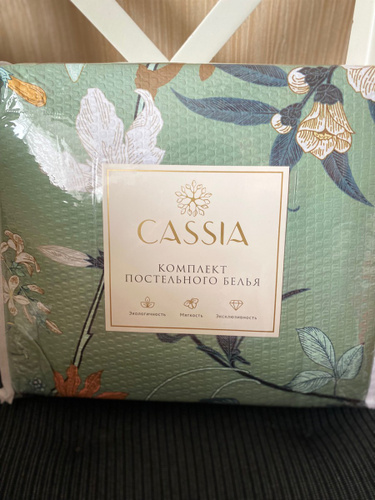 CASSIA
КОМПЛЕКТ
ПОСТЕЛЬНОГО БЕЛЬЯ
Экологичность Мягкость Эксклюзивность